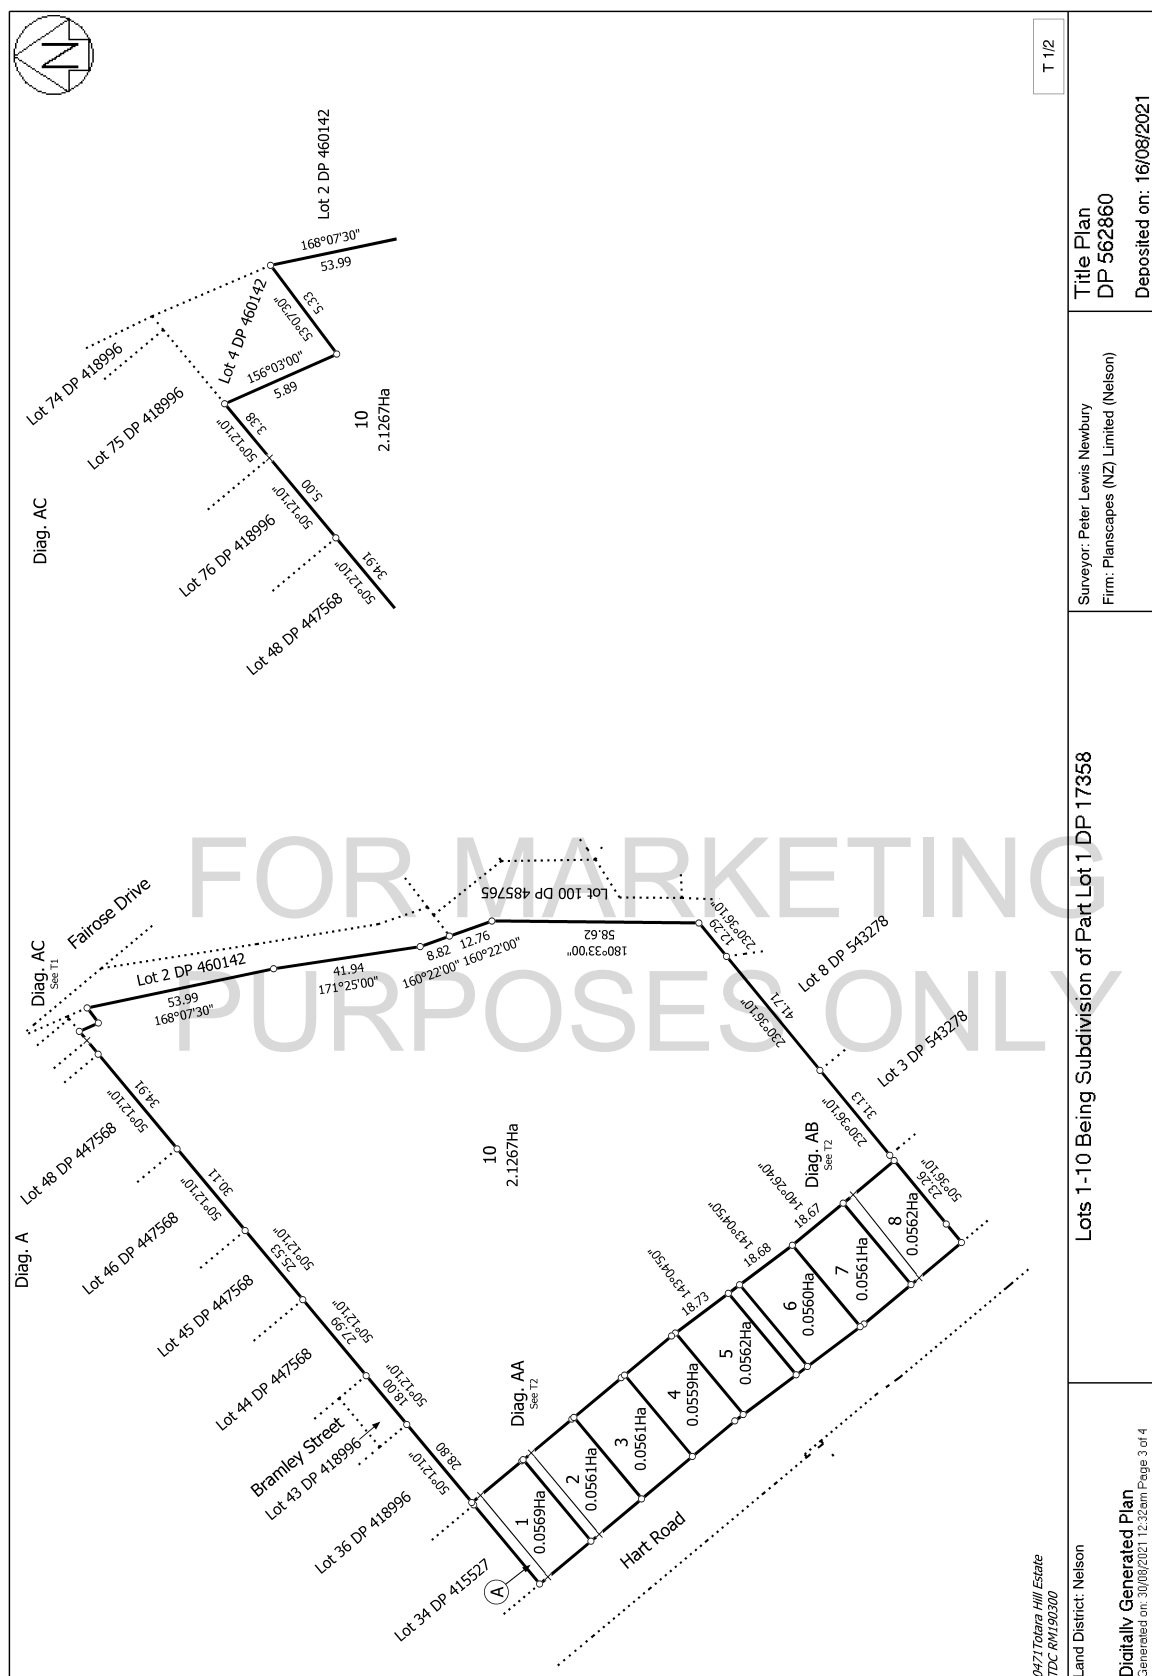 N
T 1/2
Diag. A
Lot 48 DP 447568
Lot 46 DP 447568
Lot 45 DP 447568
Lot 44 DP 447568
Bramley Street
Lot 43 DP 418996
Lot 36 DP 418996
Lot 34 DP 415527
A
50°12'10"
34.91
50°12'10"
30.11
25.53
50°12'10"
27.99
50°12'10"
18.00
50°12'10"
50°12'10"
28.80
Diag. AC
See T1
Fairose Drive
Lot 2 DP 460142
53.99
168°07'30"
41.94
171°25'00"
8.82
160°22'00"
12.76
160°22'00"
Lot 100 DP 485765
58.62
180°33'00"
12.29
230°36'10"
41.71
230°36'10"
Lot 8 DP 543278
31.13
230°36'10"
Lot 3 DP 543278
23.26
50°36'10"
10
2.1267Ha
Diag. AA
See T2
Diag. AB
See T2
143°04'50"
18.73
143°04'50"
18.68
140°26'40"
18.67
1
0.0569Ha
2
0.0561Ha
3
0.0561Ha
4
0.0559Ha
5
0.0562Ha
6
0.0560Ha
7
0.0561Ha
8
0.0562Ha
Hart Road
Diag. AC
Lot 74 DP 418996
Lot 75 DP 418996
Lot 76 DP 418996
Lot 48 DP 447568
Lot 4 DP 460142
Lot 2 DP 460142
168°07'30"
53.99
5.33
53°07'30"
156°03'00"
5.89
3.38
50°12'10"
5.00
50°12'10"
34.91
50°12'10"
10
2.1267Ha
FOR MARKETING
PURPOSES ONLY
0471Totara Hill Estate
TDC RM190300
Land District: Nelson
Digitally Generated Plan
Generated on: 30/08/2021 12:32am Page 3 of 4
Lots 1-10 Being Subdivision of Part Lot 1 DP 17358
Surveyor: Peter Lewis Newbury
Firm: Planscapes (NZ) Limited (Nelson)
Title Plan
DP 562860
Deposited on: 16/08/2021